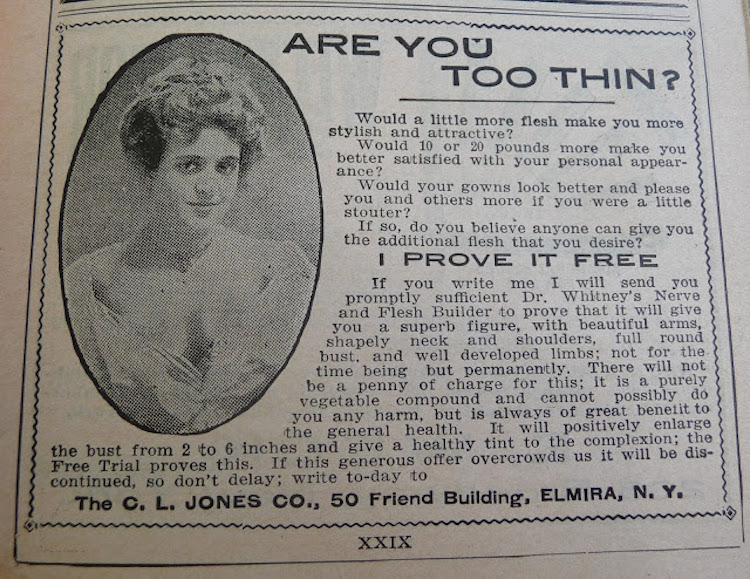 ARE YOU
TOO THIN?
Would a little more flesh make you more
stylish and attractive?
Would 10 or 20 pounds more make you
better satisfied with your personal appear-
ance?
Would your gowns look better and please
you and others more if you were a little
stouter?
If so, do you believe anyone can give you
the additional flesh that you desire?
I PROVE IT FREE
If you write me I will send you
promptly sufficient Dr. Whitney's Nerve
and Flesh Builder to prove that it will give
you a superb figure, with beautiful arms,
shapely neck and shoulders, full round
bust, and well developed limbs; not for the
time being but permanently. There will not
be a penny of charge for this; it is a purely
vegetable compound and cannot possibly do
you any harm, but is always of great benefit to
the general health. It will positively enlarge
the bust from 2 to 6 inches and give a healthy tint to the complexion; the
Free Trial proves this. If this generous offer overcrowds us it will be dis-
continued, so don't delay; write to-day to
The C. L. JONES CO., 50 Friend Building, ELMIRA, N. Y.
XXIX